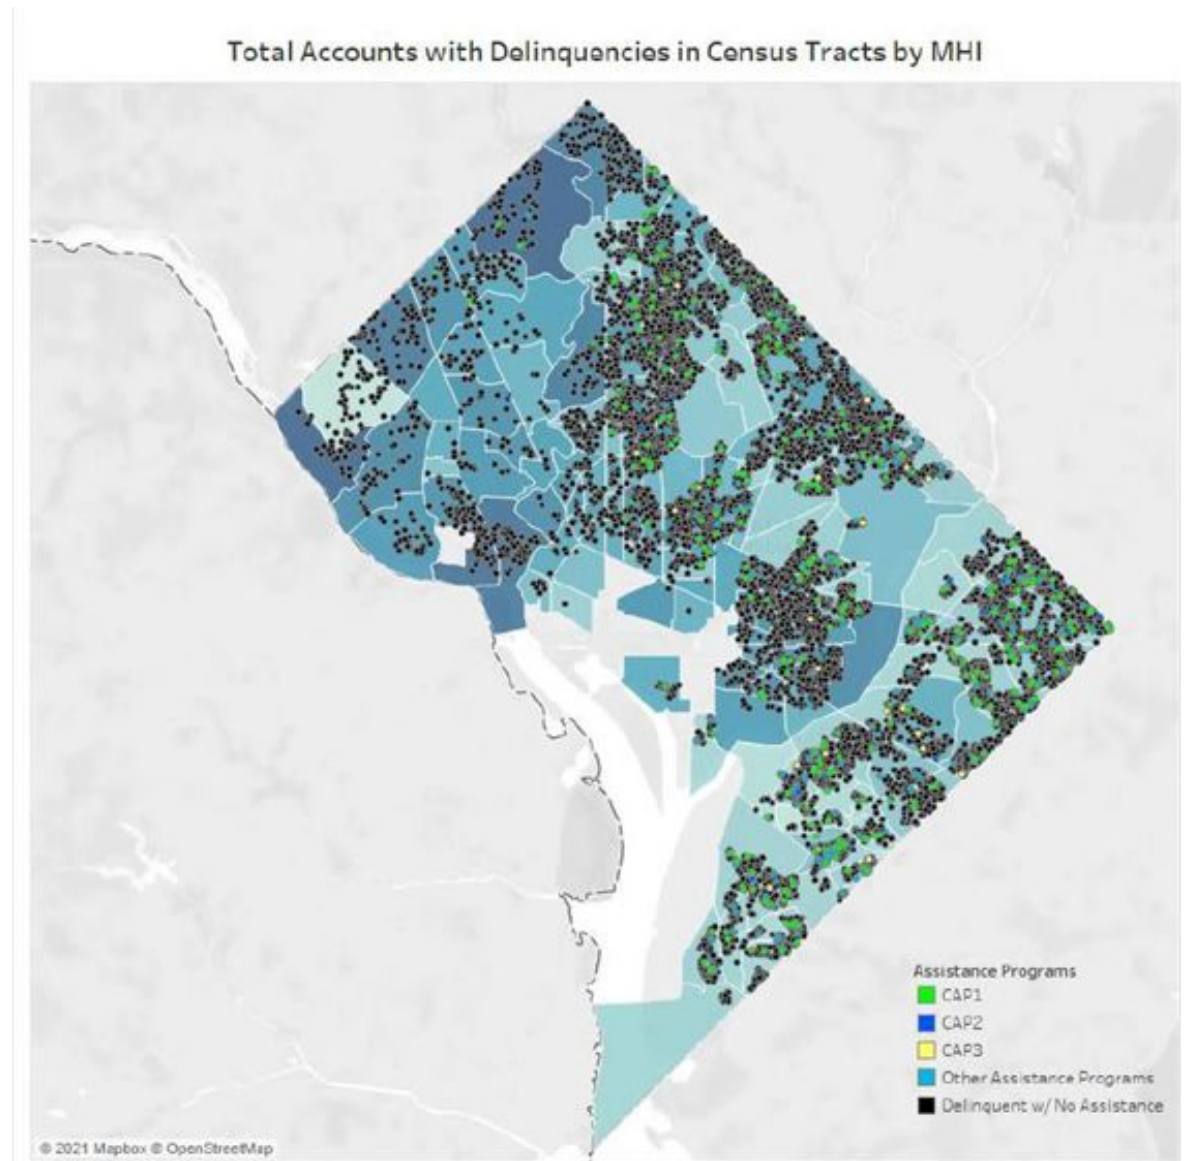 Total Accounts with Delinquencies in Census Tracts by MHI
Assistance Programs
CAP1
CAP2
CAP3
Other Assistance Programs
Delinquent w/ No Assistance
© 2021 Mapbox © OpenStreetMap